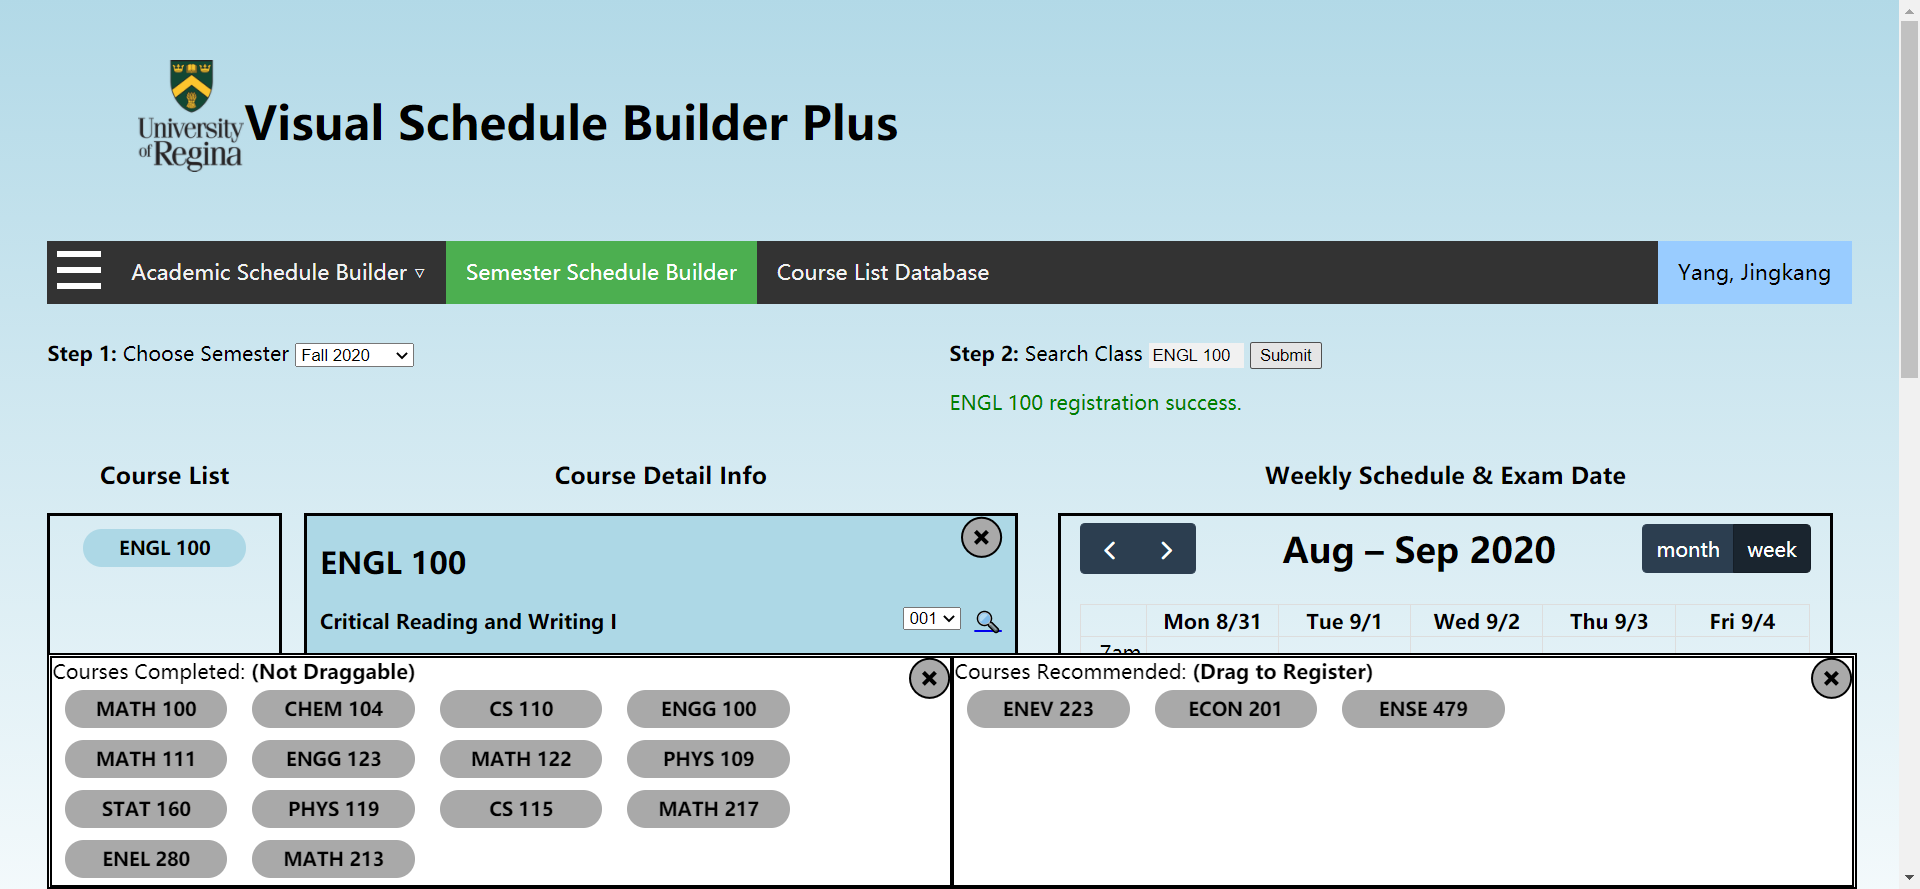 University
of Regina
Visual Schedule Builder Plus
Academic Schedule Builder ▿
Semester Schedule Builder
Course List Database
Yang, Jingkang
Step 1: Choose Semester Fall 2020
Step 2: Search Class ENGL 100 Submit
ENGL 100 registration success.
Course List
Course Detail Info
Weekly Schedule & Exam Date
ENGL 100
ENGL 100
Critical Reading and Writing I
001
Aug – Sep 2020
month week
Mon 8/31 Tue 9/1 Wed 9/2 Thu 9/3 Fri 9/4
7am
Courses Completed: (Not Draggable)
MATH 100 CHEM 104 CS 110 ENGG 100
MATH 111 ENGG 123 MATH 122 PHYS 109
STAT 160 PHYS 119 CS 115 MATH 217
ENEL 280 MATH 213
Courses Recommended: (Drag to Register)
ENEV 223 ECON 201 ENSE 479